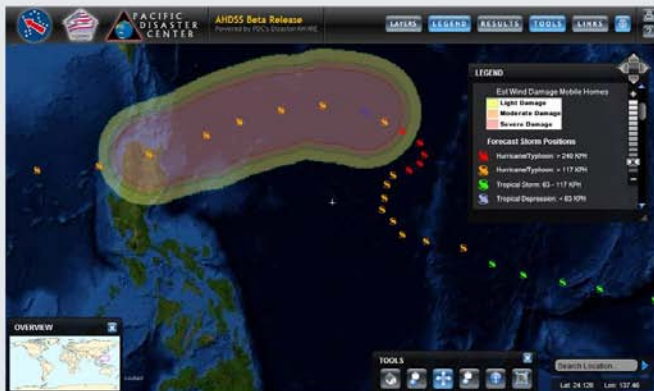 PACIFIC
DISASTER
CENTER
AHDSS Beta Release
Powered by PDC's Disaster AWARE
LAYERS
LEGEND
RESULTS
TOOLS
LINKS
LEGEND
Est Wind Damage Mobile Homes
Light Damage
Moderate Damage
Severe Damage
Forecast Storm Positions
Hurricane/Typhoon: > 240 KPH
Hurricane/Typhoon: > 117 KPH
Tropical Storm: 63 - 117 KPH
Tropical Depression: < 63 KPH
OVERVIEW
TOOLS
Search Location...
Lat: 24.126 Lon: 137.46